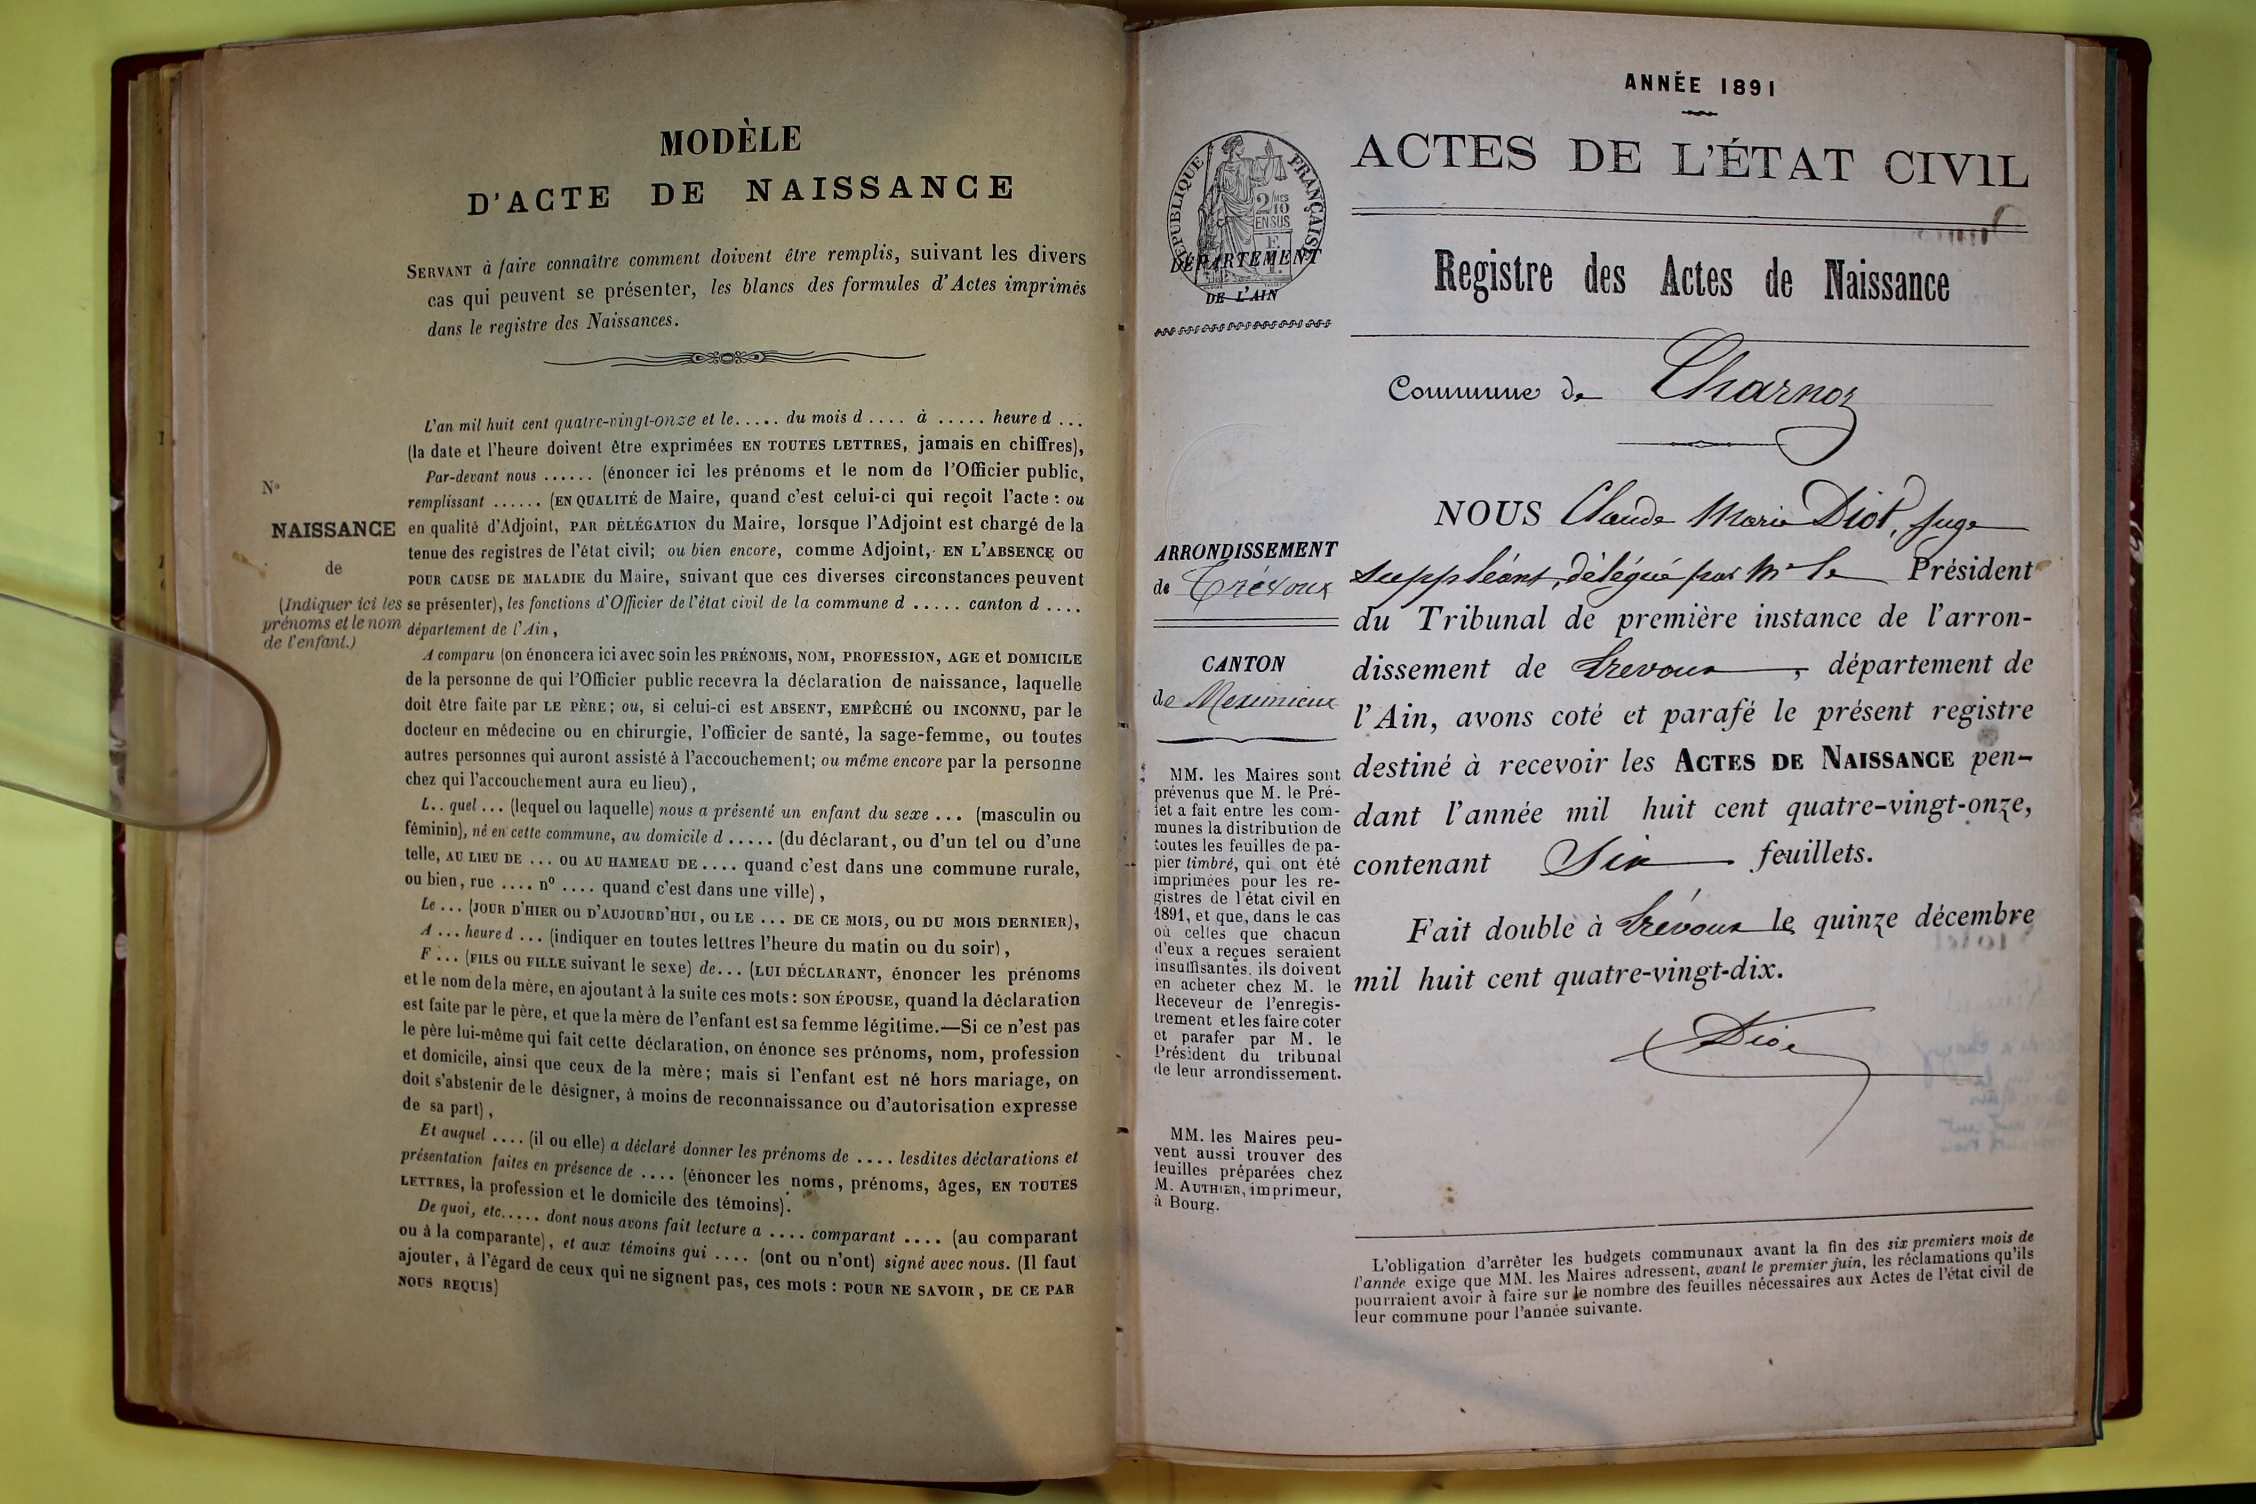 MODÈLE
D'ACTE DE NAISSANCE
SERVANT à faire connaître comment doivent être remplis, suivant les divers
cas qui peuvent se présenter, les blancs des formules d'Actes imprimés
dans le registre des Naissances.
L'an mil huit cent quatre-vingt-onze et le..... du mois d .... à ..... heure d ...
(la date et l'heure doivent être exprimées EN TOUTES LETTRES, jamais en chiffres),
Par-devant nous ...... (énoncer ici les prénoms et le nom de l'Officier public,
remplissant ...... (EN QUALITÉ de Maire, quand c'est celui-ci qui reçoit l'acte : ou
en qualité d'Adjoint, PAR DÉLÉGATION du Maire, lorsque l'Adjoint est chargé de la
tenue des registres de l'état civil; ou bien encore, comme Adjoint, EN L'ABSENCE OU
POUR CAUSE DE MALADIE du Maire, suivant que ces diverses circonstances peuvent
se présenter), les fonctions d'Officier de l'état civil de la commune d ..... canton d ....
département de l'Ain,
N°
NAISSANCE
de
(Indiquer ici les
prénoms et le nom
de l'enfant.)
A comparu (on énoncera ici avec soin les PRÉNOMS, NOM, PROFESSION, AGE et DOMICILE
de la personne de qui l'Officier public recevra la déclaration de naissance, laquelle
doit être faite par LE PÈRE; ou, si celui-ci est ABSENT, EMPÊCHÉ OU INCONNU, par le
docteur en médecine ou en chirurgie, l'officier de santé, la sage-femme, ou toutes
autres personnes qui auront assisté à l'accouchement; ou même encore par la personne
chez qui l'accouchement aura eu lieu),
L.. quel ... (lequel ou laquelle) nous a présenté un enfant du sexe ... (masculin ou
féminin), né en cette commune, au domicile d ..... (du déclarant, ou d'un tel ou d'une
telle, AU LIEU DE ... OU AU HAMEAU DE .... quand c'est dans une commune rurale,
ou bien, rue .... n° .... quand c'est dans une ville),
Le ... (JOUR D'HIER OU D'AUJOURD'HUI, OU LE ... DE CE MOIS, OU DU MOIS DERNIER),
A ... heure d ... (indiquer en toutes lettres l'heure du matin ou du soir),
F ... (FILS OU FILLE suivant le sexe) de... (LUI DÉCLARANT, énoncer les prénoms
et le nom de la mère, en ajoutant à la suite ces mots : SON ÉPOUSE, quand la déclaration
est faite par le père, et que la mère de l'enfant est sa femme légitime.—Si ce n'est pas
le père lui-même qui fait cette déclaration, on énonce ses prénoms, nom, profession
et domicile, ainsi que ceux de la mère; mais si l'enfant est né hors mariage, on
doit s'abstenir de le désigner, à moins de reconnaissance ou d'autorisation expresse
de sa part),
Et auquel .... (il ou elle) a déclaré donner les prénoms de .... lesdites déclarations et
présentation faites en présence de .... (énoncer les noms, prénoms, âges, EN TOUTES
LETTRES, la profession et le domicile des témoins).
De quoi, etc..... dont nous avons fait lecture a .... comparant .... (au comparant
ou à la comparante), et aux témoins qui .... (ont ou n'ont) signé avec nous. (Il faut
ajouter, à l'égard de ceux qui ne signent pas, ces mots : POUR NE SAVOIR, DE CE PAR
NOUS REQUIS)
ANNÉE 1891
ACTES DE L'ÉTAT CIVIL
RÉPUBLIQUE FRANÇAISE
2/10 MES
EN SUS
DÉPARTEMENT
DE L'AIN
Registre des Actes de Naissance
Commune de Charnoz
ARRONDISSEMENT
de Trévoux
CANTON
de Meximieux
MM. les Maires sont
prévenus que M. le Pré-
fet a fait entre les com-
munes la distribution de
toutes les feuilles de pa-
pier timbré, qui ont été
imprimées pour les re-
gistres de l'état civil en
1891, et que, dans le cas
où celles que chacun
d'eux a reçues seraient
insuffisantes, ils doivent
en acheter chez M. le
Receveur de l'enregis-
trement et les faire coter
et parafer par M. le
Président du tribunal
de leur arrondissement.
MM. les Maires peu-
vent aussi trouver des
feuilles préparées chez
M. AUTHIER, imprimeur,
à Bourg.
NOUS Claude Marie Diot, Juge
suppléant, délégué par Mr le Président
du Tribunal de première instance de l'arron-
dissement de Trévoux, département de
l'Ain, avons coté et parafé le présent registre
destiné à recevoir les ACTES DE NAISSANCE pen-
dant l'année mil huit cent quatre-vingt-onze,
contenant Six feuillets.
Fait double à Trévoux le quinze décembre
mil huit cent quatre-vingt-dix.
Diot
L'obligation d'arrêter les budgets communaux avant la fin des six premiers mois de
l'année exige que MM. les Maires adressent, avant le premier juin, les réclamations qu'ils
pourraient avoir à faire sur le nombre des feuilles nécessaires aux Actes de l'état civil de
leur commune pour l'année suivante.